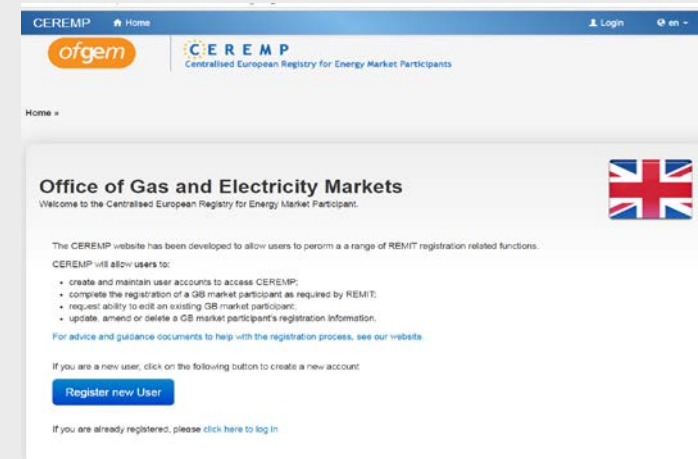 CEREMP Home Login en
ofgem
CEREMP
Centralised European Registry for Energy Market Participants
Home »
Office of Gas and Electricity Markets
Welcome to the Centralised European Registry for Energy Market Participant.
The CEREMP website has been developed to allow users to perorm a a range of REMIT registration related functions.
CEREMP will allow users to:
• create and maintain user accounts to access CEREMP;
• complete the registration of a GB market participant as required by REMIT;
• request ability to edit an existing GB market participant;
• update, amend or delete a GB market participant's registration information.
For advice and guidance documents to help with the registration process, see our website
If you are a new user, click on the following button to create a new account
Register new User
If you are already registered, please click here to log in